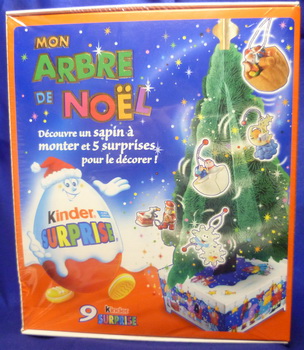 MON
ARBRE
DE NOËL
Découvre un sapin à
monter et 5 surprises
pour le décorer !
Kinder
SURPRISE
9 Kinder
SURPRISE